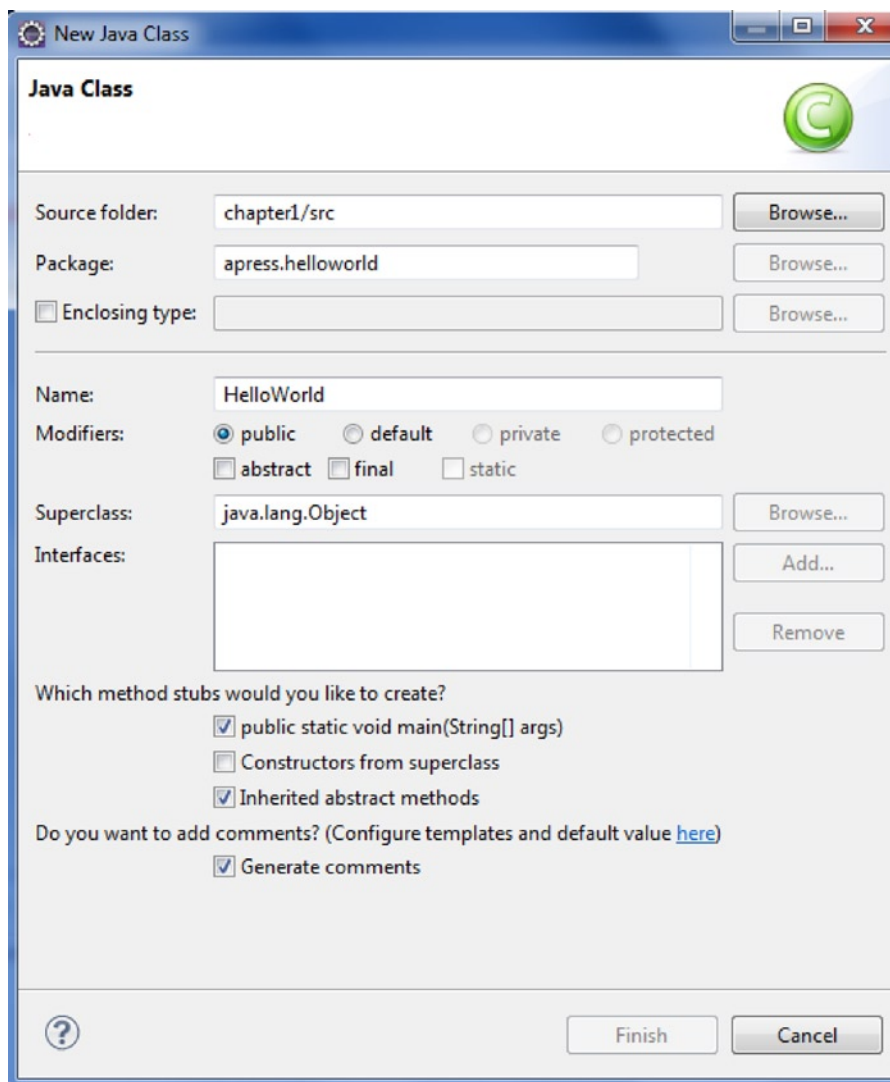 New Java Class
Java Class
Source folder: chapter1/src Browse...
Package: apress.helloworld Browse...
Enclosing type: Browse...
Name: HelloWorld
Modifiers: public default private protected
abstract final static
Superclass: java.lang.Object Browse...
Interfaces: Add...
Remove
Which method stubs would you like to create?
public static void main(String[] args)
Constructors from superclass
Inherited abstract methods
Do you want to add comments? (Configure templates and default value here)
Generate comments
? Finish Cancel